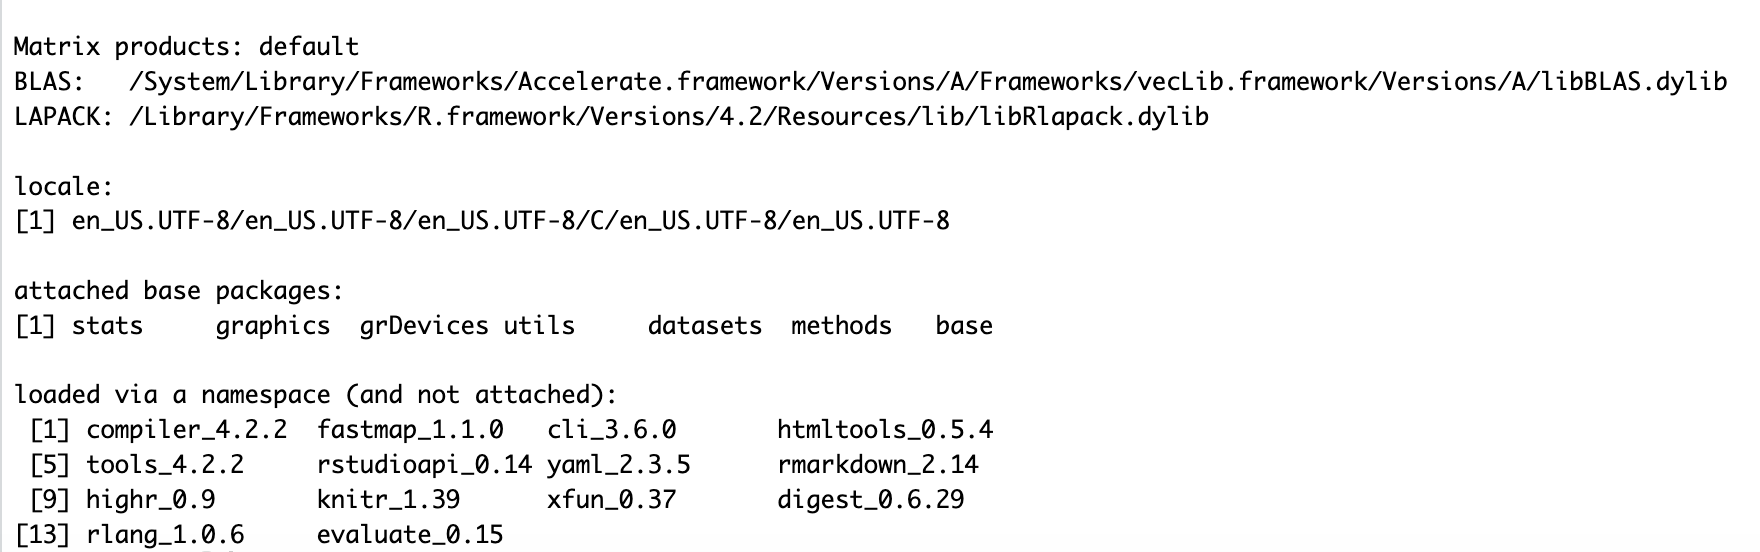 Matrix products: default
BLAS:   /System/Library/Frameworks/Accelerate.framework/Versions/A/Frameworks/vecLib.framework/Versions/A/libBLAS.dylib
LAPACK: /Library/Frameworks/R.framework/Versions/4.2/Resources/lib/libRlapack.dylib

locale:
[1] en_US.UTF-8/en_US.UTF-8/en_US.UTF-8/C/en_US.UTF-8/en_US.UTF-8

attached base packages:
[1] stats     graphics  grDevices utils     datasets  methods   base

loaded via a namespace (and not attached):
 [1] compiler_4.2.2  fastmap_1.1.0   cli_3.6.0       htmltools_0.5.4
 [5] tools_4.2.2     rstudioapi_0.14 yaml_2.3.5      rmarkdown_2.14
 [9] highr_0.9       knitr_1.39      xfun_0.37       digest_0.6.29
[13] rlang_1.0.6     evaluate_0.15